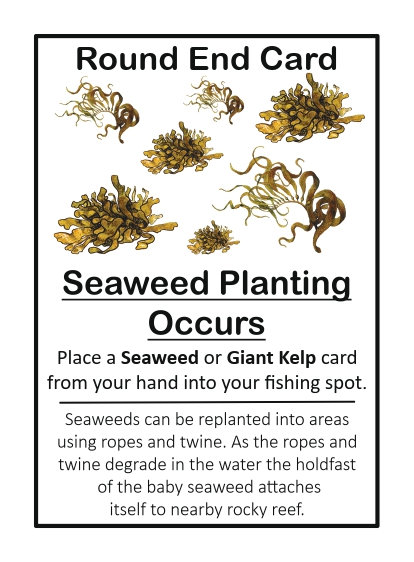 Round End Card
Seaweed Planting
Occurs
Place a Seaweed or Giant Kelp card
from your hand into your fishing spot.
Seaweeds can be replanted into areas
using ropes and twine. As the ropes and
twine degrade in the water the holdfast
of the baby seaweed attaches
itself to nearby rocky reef.